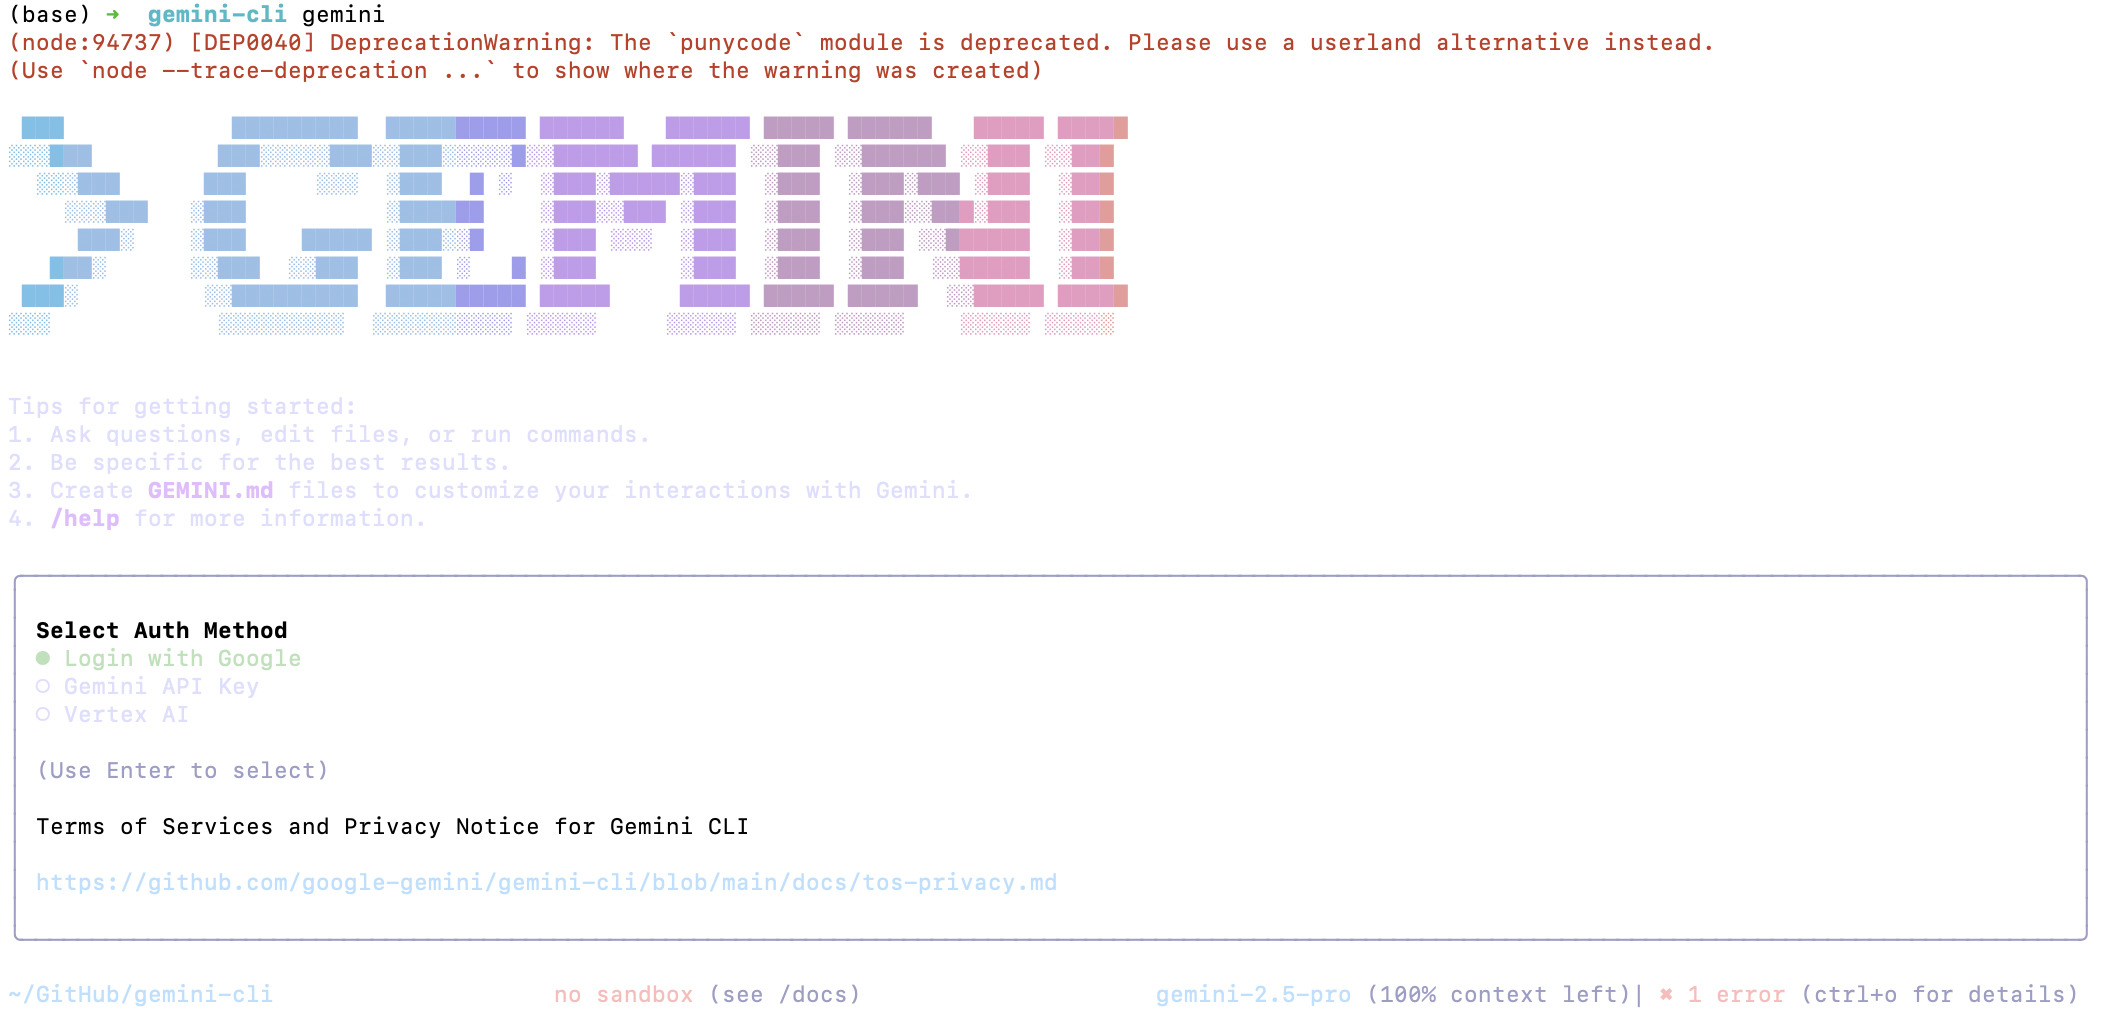 (base) ➜  gemini-cli gemini
(node:94737) [DEP0040] DeprecationWarning: The `punycode` module is deprecated. Please use a userland alternative instead.
(Use `node --trace-deprecation ...` to show where the warning was created)
> GEMINI
Tips for getting started:
1. Ask questions, edit files, or run commands.
2. Be specific for the best results.
3. Create GEMINI.md files to customize your interactions with Gemini.
4. /help for more information.
Select Auth Method
● Login with Google
○ Gemini API Key
○ Vertex AI
(Use Enter to select)
Terms of Services and Privacy Notice for Gemini CLI
https://github.com/google-gemini/gemini-cli/blob/main/docs/tos-privacy.md
~/GitHub/gemini-cli no sandbox (see /docs) gemini-2.5-pro (100% context left)| ✖ 1 error (ctrl+o for details)